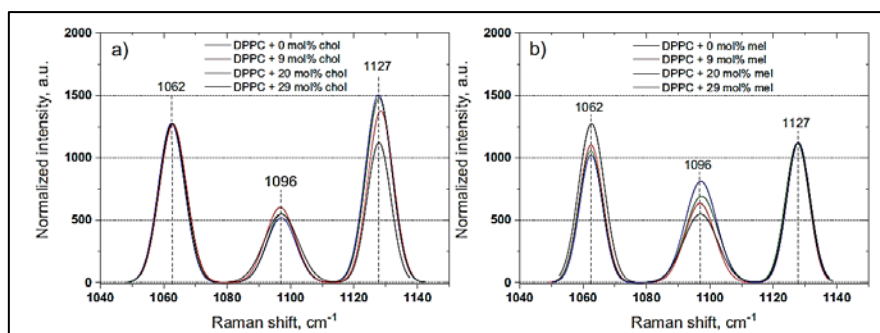 a)
DPPC + 0 mol% chol
DPPC + 9 mol% chol
DPPC + 20 mol% chol
DPPC + 29 mol% chol
1062
1096
1127
2000
1500
1000
500
0
1040 1060 1080 1100 1120 1140
Normalized intensity, a.u.
Raman shift, cm-1
b)
DPPC + 0 mol% mel
DPPC + 9 mol% mel
DPPC + 20 mol% mel
DPPC + 29 mol% mel
1062
1096
1127
2000
1500
1000
500
0
1040 1060 1080 1100 1120 1140
Normalized intensity, a.u.
Raman shift, cm-1